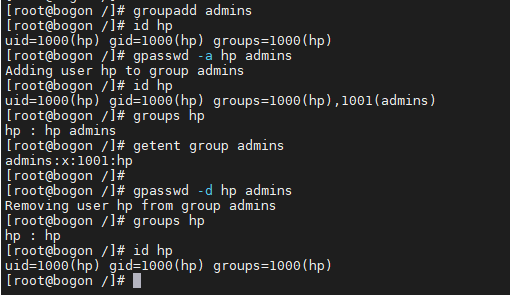 [root@bogon /]# groupadd admins
[root@bogon /]# id hp
uid=1000(hp) gid=1000(hp) groups=1000(hp)
[root@bogon /]# gpasswd -a hp admins
Adding user hp to group admins
[root@bogon /]# id hp
uid=1000(hp) gid=1000(hp) groups=1000(hp),1001(admins)
[root@bogon /]# groups hp
hp : hp admins
[root@bogon /]# getent group admins
admins:x:1001:hp
[root@bogon /]#
[root@bogon /]# gpasswd -d hp admins
Removing user hp from group admins
[root@bogon /]# groups hp
hp : hp
[root@bogon /]# id hp
uid=1000(hp) gid=1000(hp) groups=1000(hp)
[root@bogon /]#